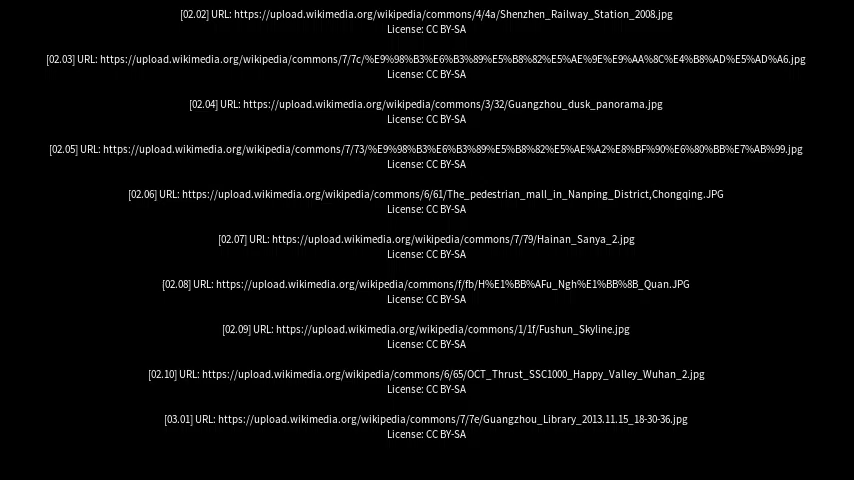 [02.02] URL: https://upload.wikimedia.org/wikipedia/commons/4/4a/Shenzhen_Railway_Station_2008.jpg
License: CC BY-SA
[02.03] URL: https://upload.wikimedia.org/wikipedia/commons/7/7c/%E9%98%B3%E6%B3%89%E5%B8%82%E5%AE%9E%E9%AA%8C%E4%B8%AD%E5%AD%A6.jpg
License: CC BY-SA
[02.04] URL: https://upload.wikimedia.org/wikipedia/commons/3/32/Guangzhou_dusk_panorama.jpg
License: CC BY-SA
[02.05] URL: https://upload.wikimedia.org/wikipedia/commons/7/73/%E9%98%B3%E6%B3%89%E5%B8%82%E5%AE%A2%E8%BF%90%E6%80%BB%E7%AB%99.jpg
License: CC BY-SA
[02.06] URL: https://upload.wikimedia.org/wikipedia/commons/6/61/The_pedestrian_mall_in_Nanping_District,Chongqing.JPG
License: CC BY-SA
[02.07] URL: https://upload.wikimedia.org/wikipedia/commons/7/79/Hainan_Sanya_2.jpg
License: CC BY-SA
[02.08] URL: https://upload.wikimedia.org/wikipedia/commons/f/fb/H%E1%BB%AFu_Ngh%E1%BB%8B_Quan.JPG
License: CC BY-SA
[02.09] URL: https://upload.wikimedia.org/wikipedia/commons/1/1f/Fushun_Skyline.jpg
License: CC BY-SA
[02.10] URL: https://upload.wikimedia.org/wikipedia/commons/6/65/OCT_Thrust_SSC1000_Happy_Valley_Wuhan_2.jpg
License: CC BY-SA
[03.01] URL: https://upload.wikimedia.org/wikipedia/commons/7/7e/Guangzhou_Library_2013.11.15_18-30-36.jpg
License: CC BY-SA